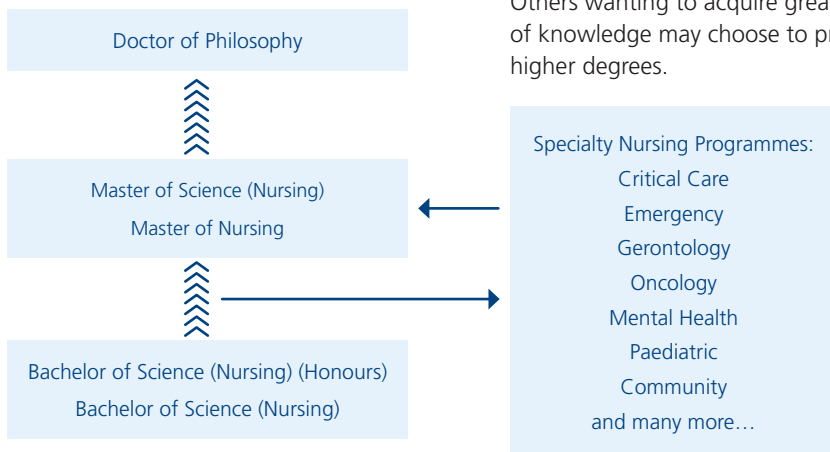 Others wanting to acquire
of knowledge may choose to
higher degrees.
Doctor of Philosophy
Master of Science (Nursing)
Master of Nursing
Bachelor of Science (Nursing) (Honours)
Bachelor of Science (Nursing)
Specialty Nursing Programmes:
Critical Care
Emergency
Gerontology
Oncology
Mental Health
Paediatric
Community
and many more…